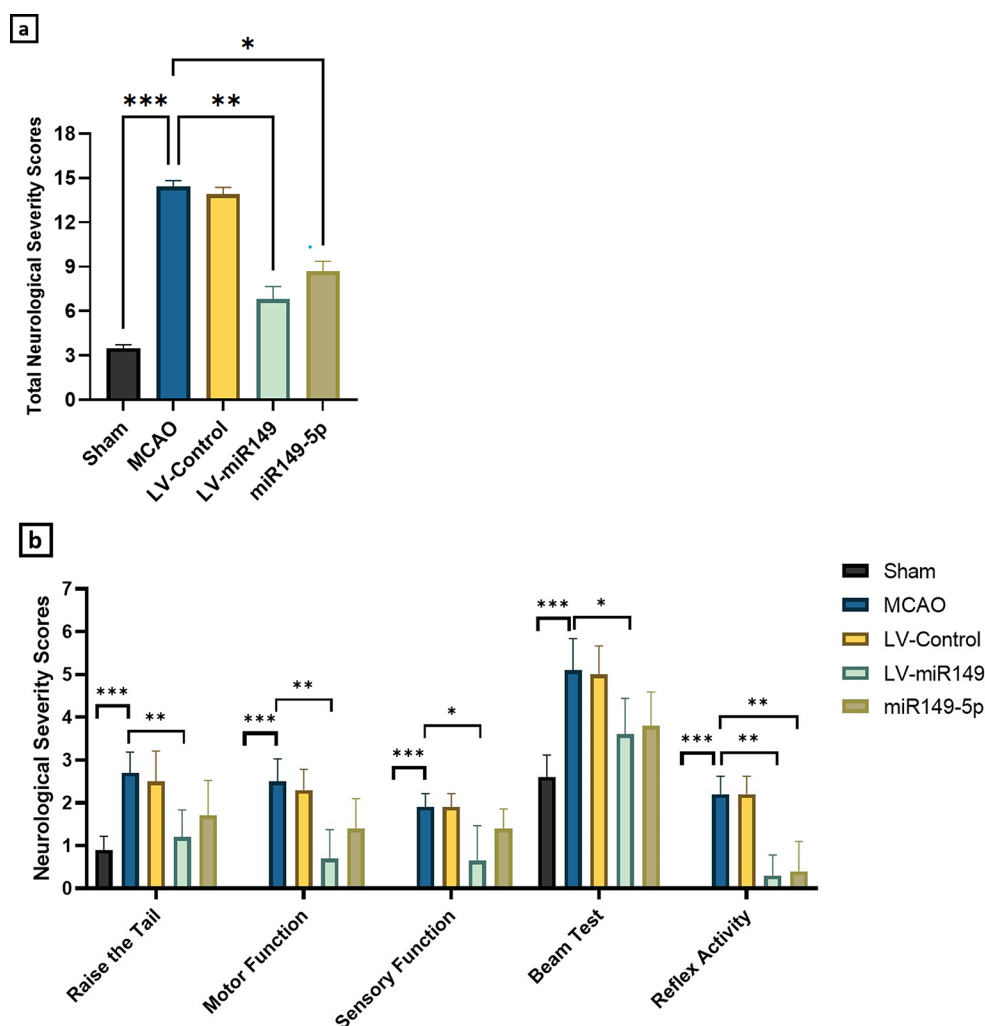 a
*
*** **
Total Neurological Severity Scores
18
15
12
9
6
3
0
Sham
MCAO
LV-Control
LV-miR149
miR149-5p
b
Neurological Severity Scores
7
6
5
4
3
2
1
0
*** **
*** **
*** *
*** *
*** ** **
Raise the Tail
Motor Function
Sensory Function
Beam Test
Reflex Activity
Sham
MCAO
LV-Control
LV-miR149
miR149-5p